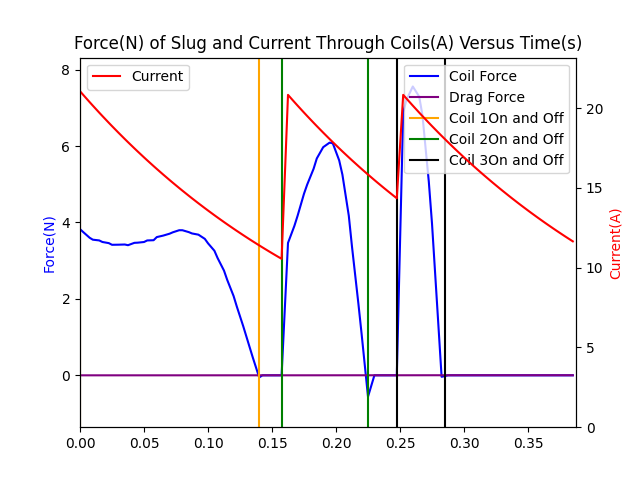 Force(N) of Slug and Current Through Coils(A) Versus Time(s)
Current
Coil Force
Drag Force
Coil 1On and Off
Coil 2On and Off
Coil 3On and Off
8
6
4
2
0
Force(N)
20
15
10
5
0
Current(A)
0.00 0.05 0.10 0.15 0.20 0.25 0.30 0.35